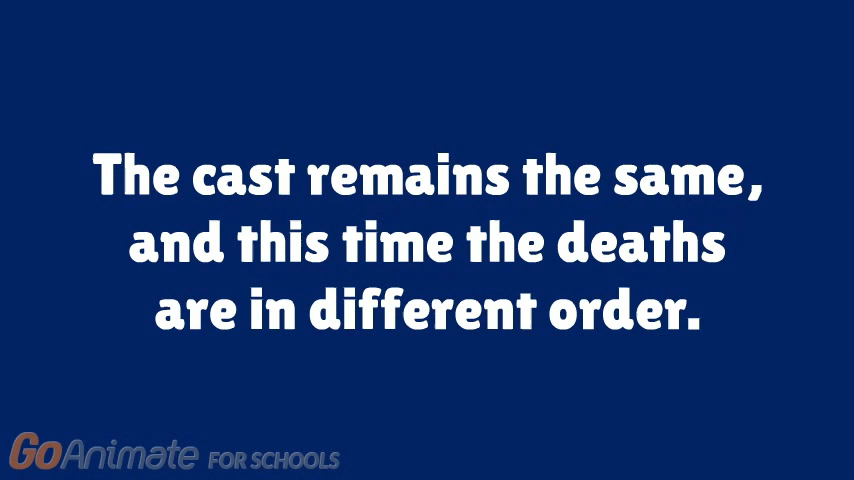 The cast remains the same,
and this time the deaths
are in different order.
GoAnimate FOR SCHOOLS